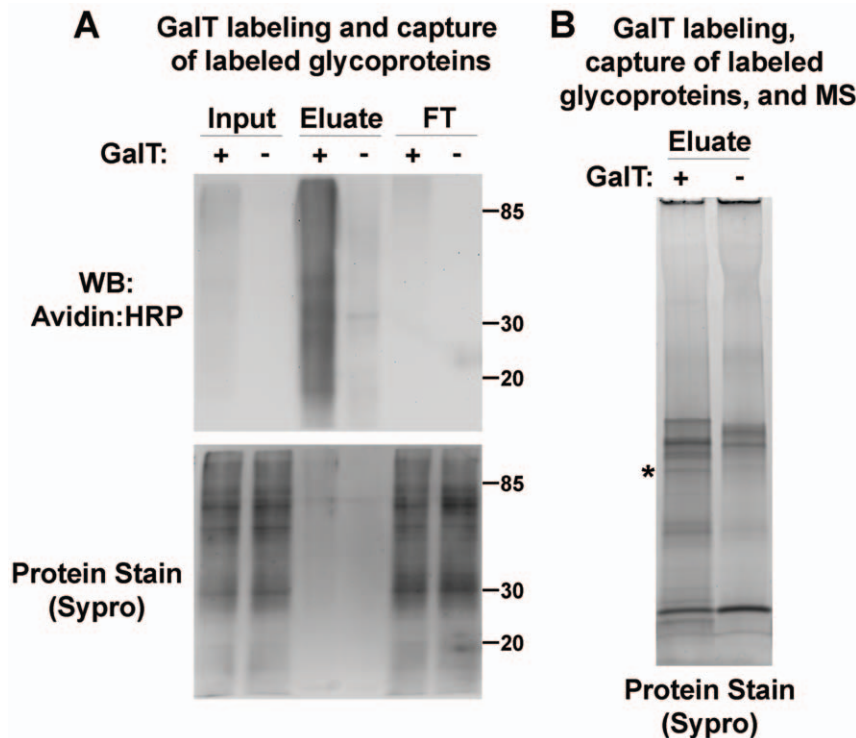 A GalT labeling and capture
of labeled glycoproteins
Input Eluate FT
GalT: + - + - + -
85
WB:
Avidin:HRP
30
20
85
Protein Stain
(Sypro)
30
20
B GalT labeling,
capture of labeled
glycoproteins, and MS
Eluate
GalT: + -
*
Protein Stain
(Sypro)